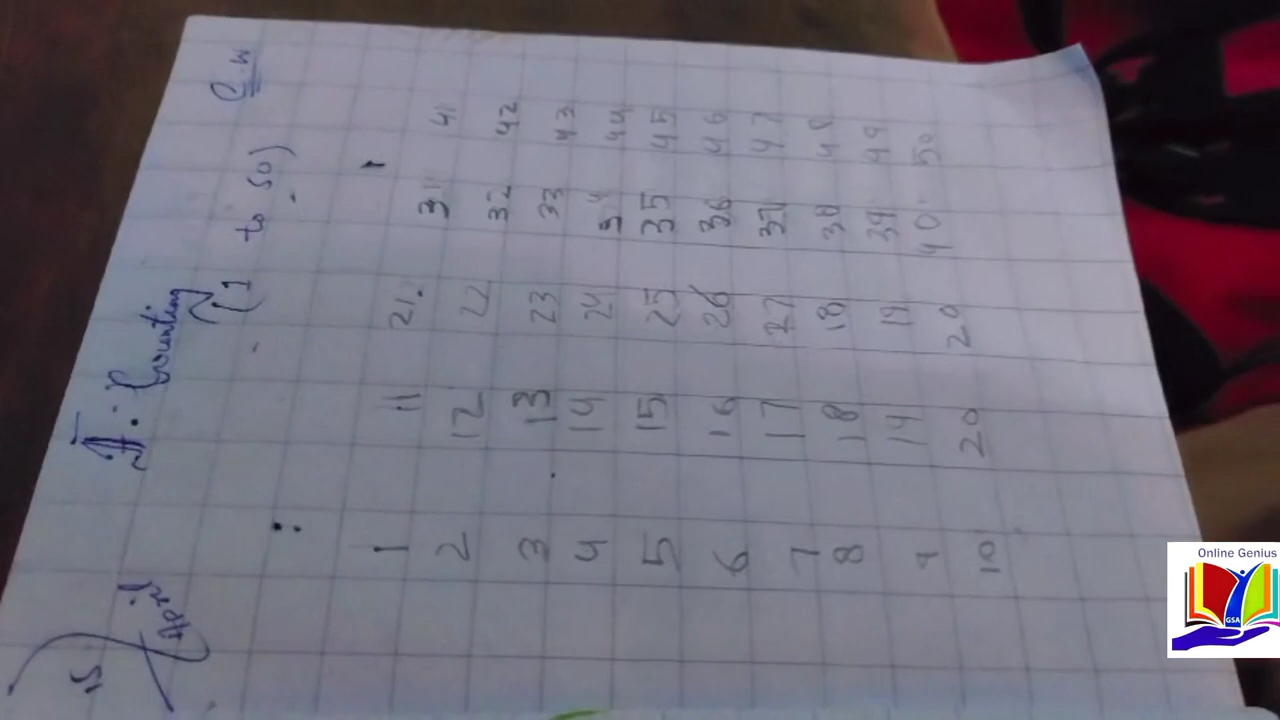 15 April
I: Counting
C.W
(1 to 50)
1 11 21. 31 41
2 12 22 32 42
3 13 23 33 43
4 14 24 34 44
5 15 25 35 45
6 16 26 36 46
7 17 27 37 47
8 18 18 38 48
9 19 19 39 49
10 20 20 40 50
Online Genius
GSA